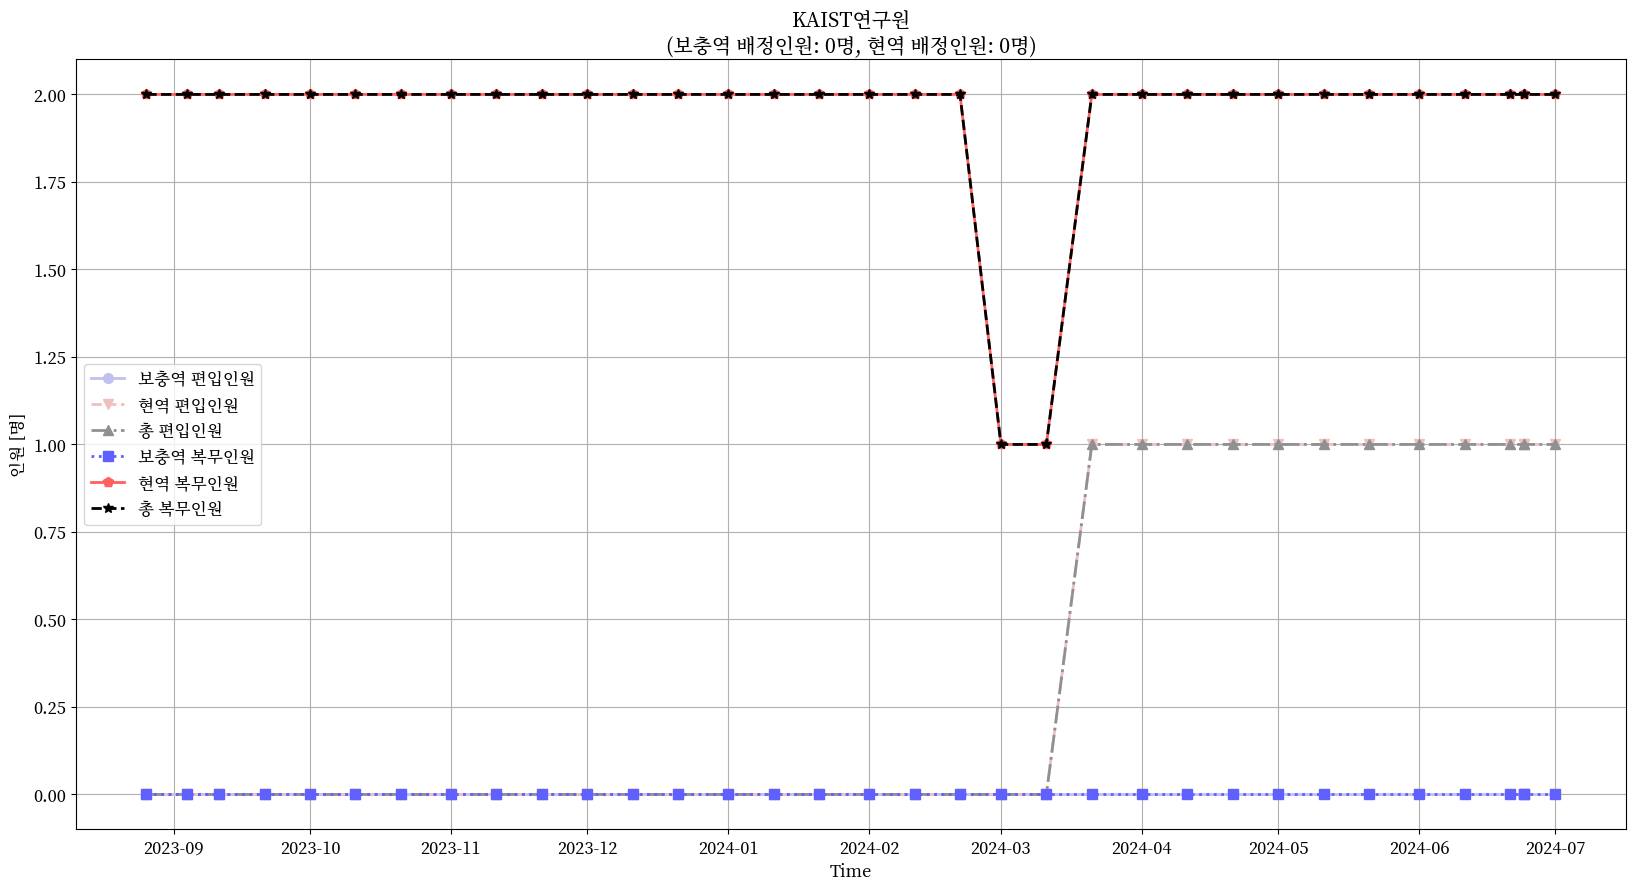 KAIST연구원
(보충역 배정인원: 0명, 현역 배정인원: 0명)
인원 [명]
2.00
1.75
1.50
1.25
1.00
0.75
0.50
0.25
0.00
보충역 편입인원
현역 편입인원
총 편입인원
보충역 복무인원
현역 복무인원
총 복무인원
2023-09 2023-10 2023-11 2023-12 2024-01 2024-02 2024-03 2024-04 2024-05 2024-06 2024-07
Time